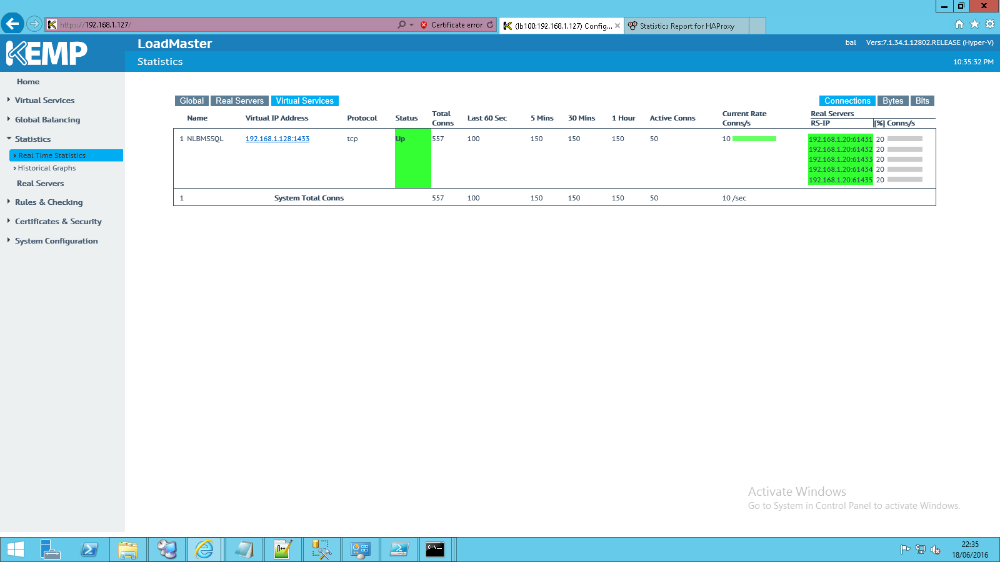 https://192.168.1.127/
Certificate error
(lb100:192.168.1.127) Config...
Statistics Report for HAProxy
KEMP
LoadMaster
bal
Vers:7.1.34.1.12802.RELEASE (Hyper-V)
Statistics
10:35:32 PM
Home
Virtual Services
Global Balancing
Statistics
Real Time Statistics
Historical Graphs
Real Servers
Rules & Checking
Certificates & Security
System Configuration
Global Real Servers Virtual Services Connections Bytes Bits
Name Virtual IP Address Protocol Status Total Conns Last 60 Sec 5 Mins 30 Mins 1 Hour Active Conns Current Rate Conns/s Real Servers RS-IP [%] Conns/s
1 NLBMSSQL 192.168.1.128:1433 tcp Up 557 100 150 150 150 50 10 192.168.1.20:61431 20
192.168.1.20:61432 20
192.168.1.20:61433 20
192.168.1.20:61434 20
192.168.1.20:61435 20
1 System Total Conns 557 100 150 150 150 50 10 /sec
Activate Windows
Go to System in Control Panel to activate Windows.
22:35
18/06/2016